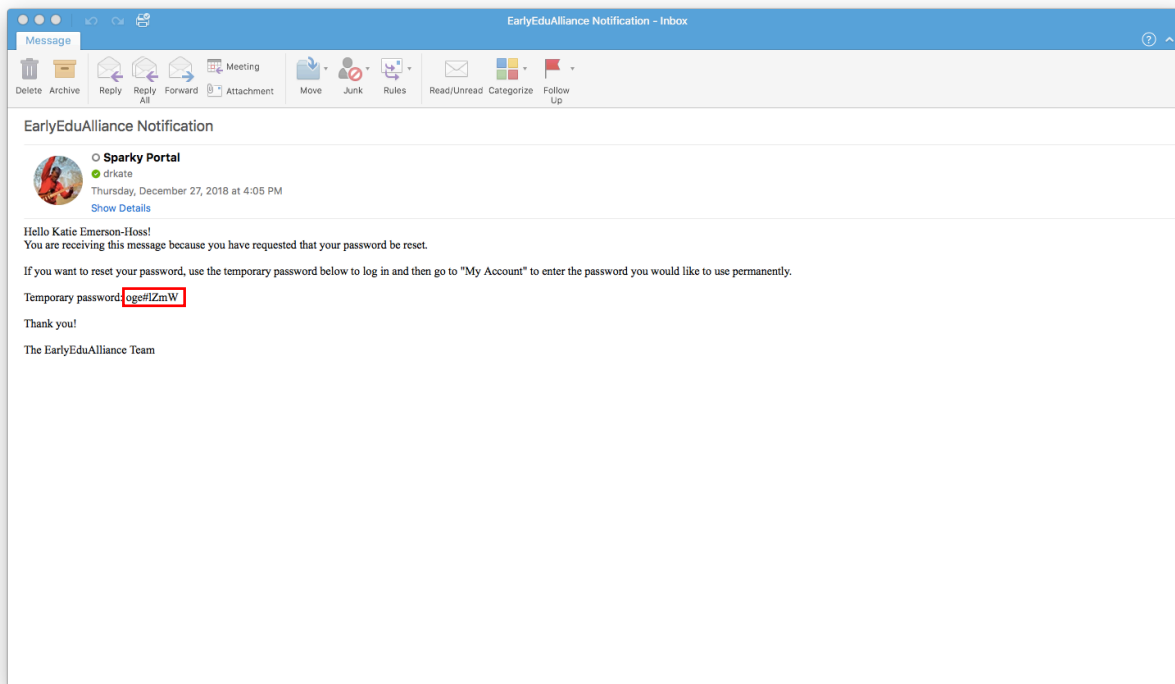 EarlyEduAlliance Notification - Inbox
Message
?
Delete Archive Reply Reply All Forward Meeting Attachment Move Junk Rules Read/Unread Categorize Follow Up
EarlyEduAlliance Notification
Sparky Portal
drkate
Thursday, December 27, 2018 at 4:05 PM
Show Details
Hello Katie Emerson-Hoss!
You are receiving this message because you have requested that your password be reset.
If you want to reset your password, use the temporary password below to log in and then go to "My Account" to enter the password you would like to use permanently.
Temporary password: oge#lZmW
Thank you!
The EarlyEduAlliance Team